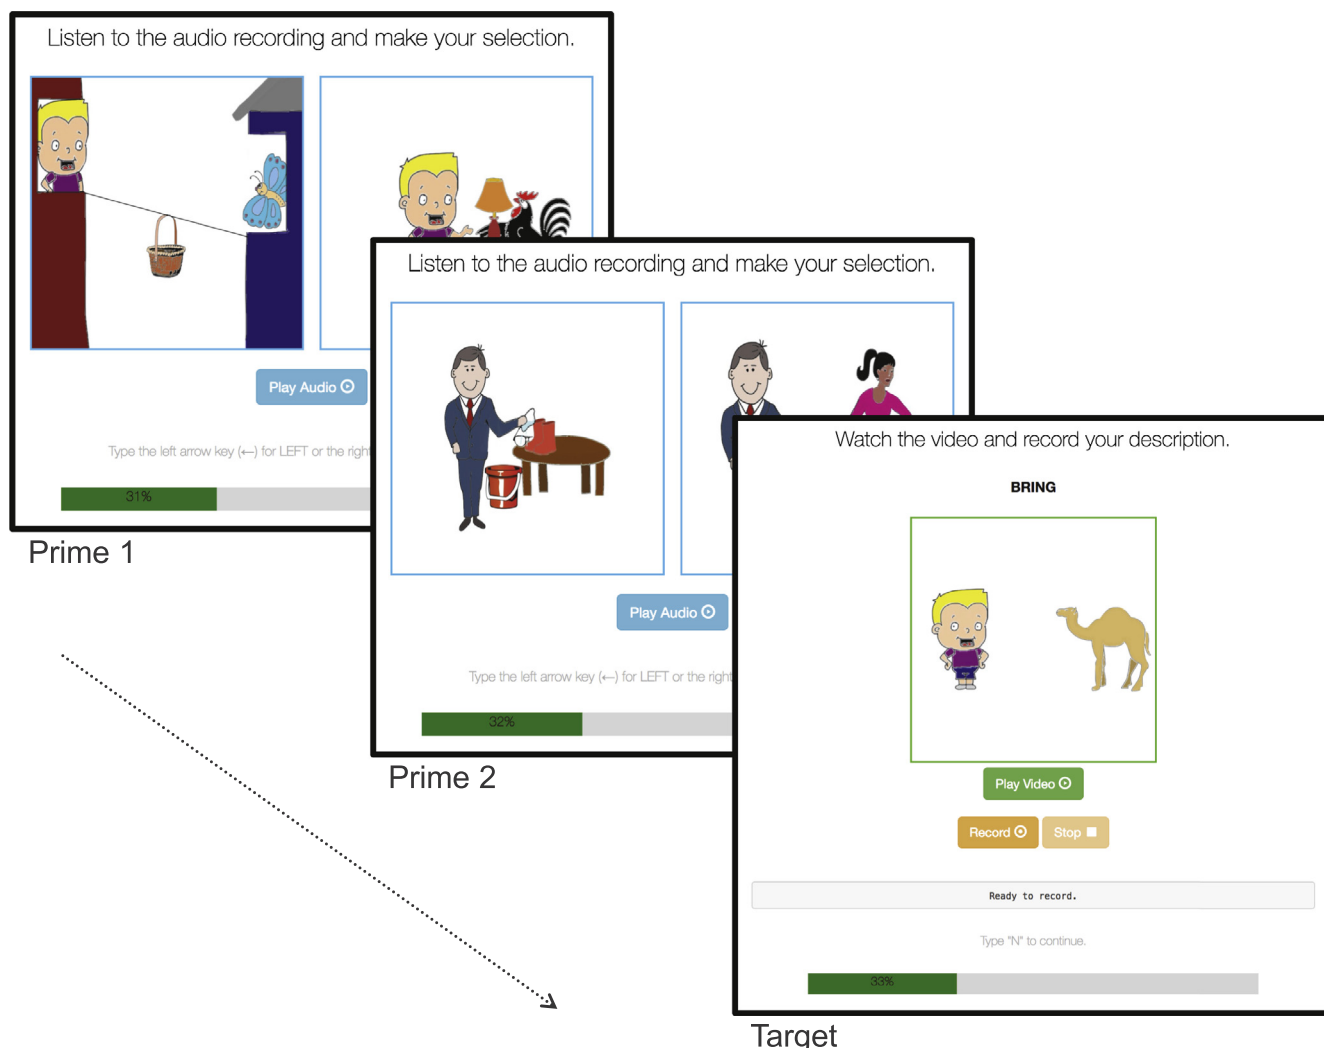 Listen to the audio recording and make your selection.
Play Audio
Type the left arrow key (←) for LEFT or the right
31%
Prime 1
Listen to the audio recording and make your selection.
Play Audio
Type the left arrow key (←) for LEFT or the right
32%
Prime 2
Watch the video and record your description.
BRING
Play Video
Record Stop
Ready to record.
Type "N" to continue.
33%
Target